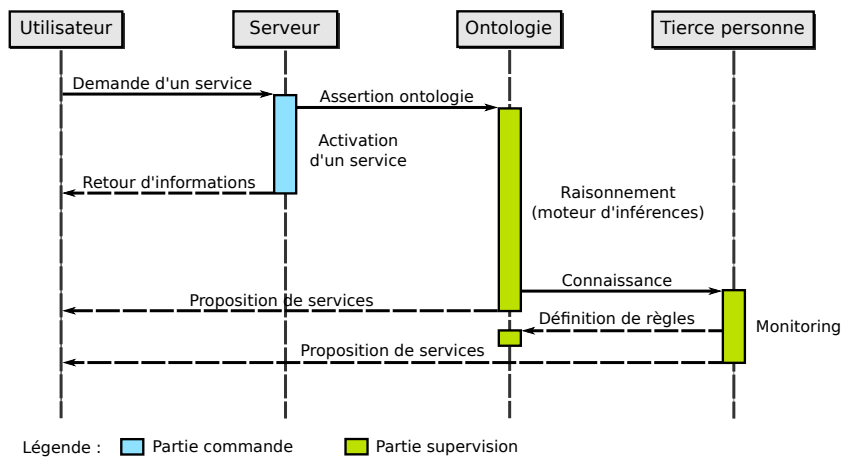 Utilisateur
Serveur
Ontologie
Tierce personne
Demande d'un service
Assertion ontologie
Activation
d'un service
Retour d'informations
Raisonnement
(moteur d'inférences)
Connaissance
Proposition de services
Définition de règles
Monitoring
Proposition de services
Légende :
Partie commande
Partie supervision